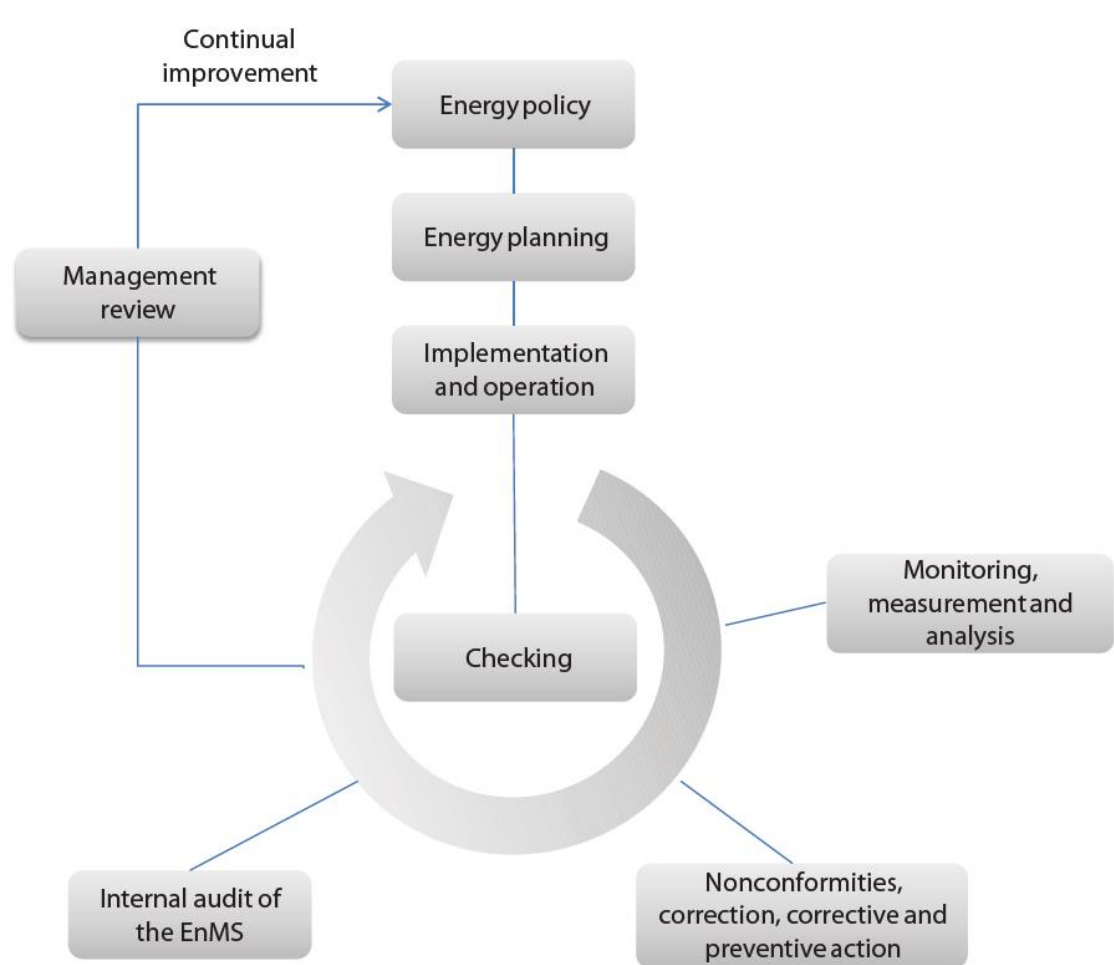 Continual
improvement
Energy policy
Energy planning
Management
review
Implementation
and operation
Monitoring,
measurement and
analysis
Checking
Internal audit of
the EnMS
Nonconformities,
correction, corrective and
preventive action